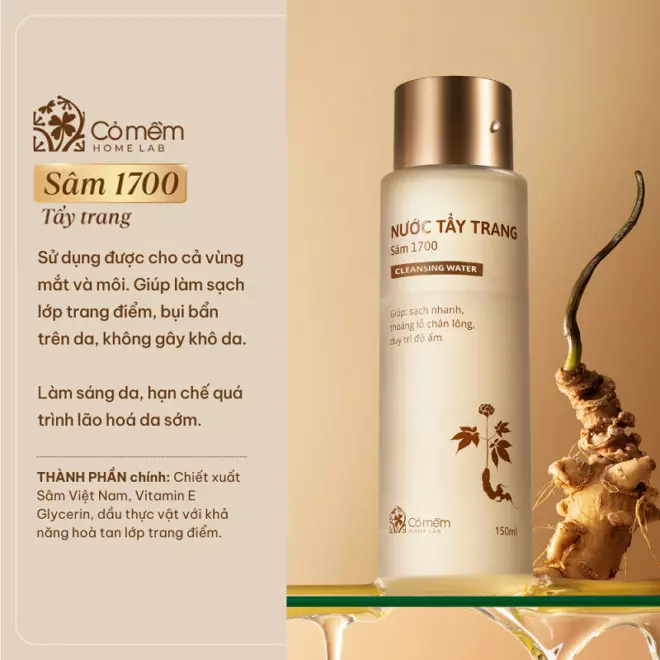 Cỏ mềm
HOME LAB
Sâm 1700
Tẩy trang
Sử dụng được cho cả vùng
mắt và môi. Giúp làm sạch
lớp trang điểm, bụi bẩn
trên da, không gây khô da.
Làm sáng da, hạn chế quá
trình lão hoá da sớm.
THÀNH PHẦN chính: Chiết xuất
Sâm Việt Nam, Vitamin E
Glycerin, dầu thực vật với khả
năng hoà tan lớp trang điểm.
NƯỚC TẨY TRANG
Sâm 1700
CLEANSING WATER
Giúp: sạch nhanh,
thoáng lỗ chân lông,
duy trì độ ẩm
Cỏ mềm
HOME LAB
150ml